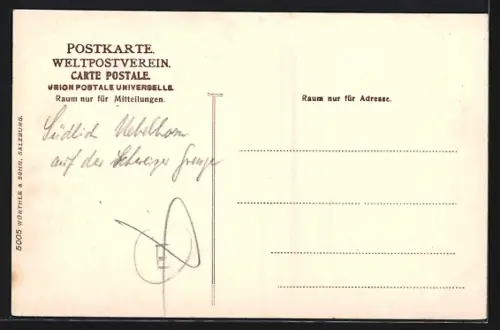 POSTKARTE.
WELTPOSTVEREIN.
CARTE POSTALE.
UNION POSTALE UNIVERSELLE.
Raum nur für Mitteilungen.
Raum nur für Adresse.
Südlich Uebelhorn
auf der Schweizer Grenze
5005 WÜRTHLE & SOHN, SALZBURG.